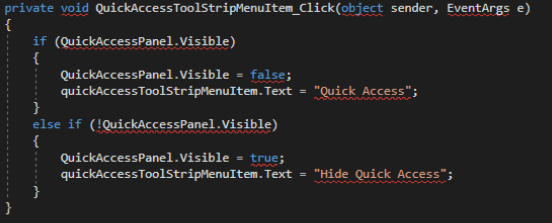 private void QuickAccessToolStripMenuItem_Click(object sender, EventArgs e)
{
if (QuickAccessPanel.Visible)
{
QuickAccessPanel.Visible = false;
quickAccessToolStripMenuItem.Text = "Quick Access";
}
else if (!QuickAccessPanel.Visible)
{
QuickAccessPanel.Visible = true;
quickAccessToolStripMenuItem.Text = "Hide Quick Access";
}
}